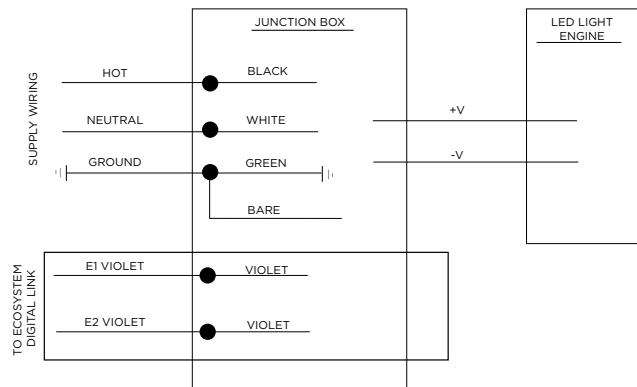 JUNCTION BOX
LED LIGHT
ENGINE
SUPPLY WIRING
HOT
BLACK
NEUTRAL
WHITE
GROUND
GREEN
BARE
+V
-V
TO ECOSYSTEM
DIGITAL LINK
E1 VIOLET
VIOLET
E2 VIOLET
VIOLET